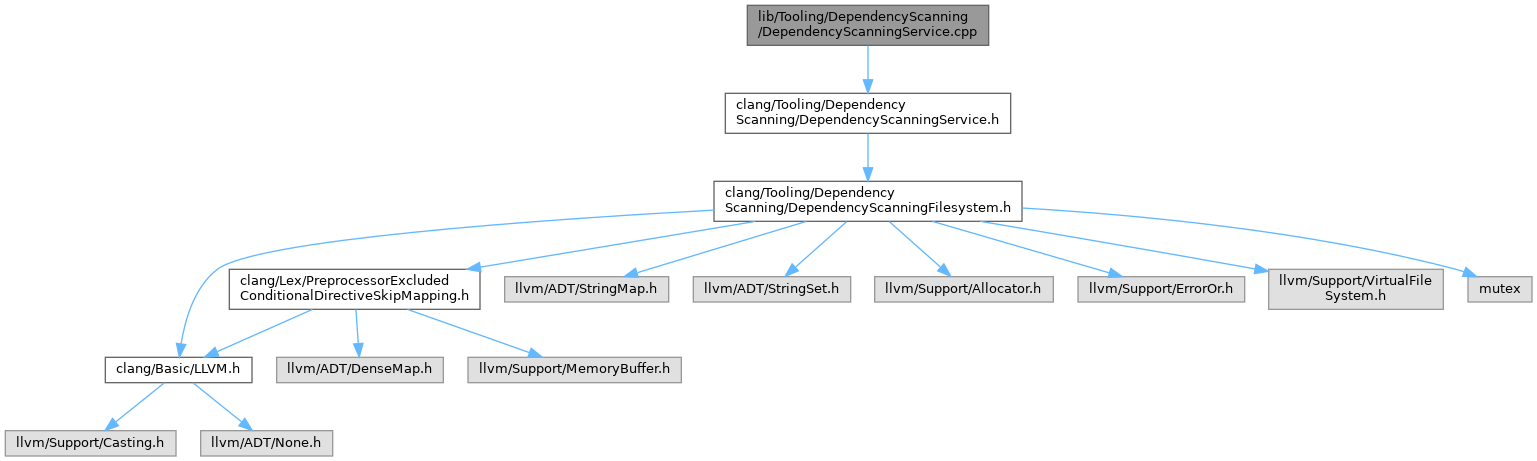 lib/Tooling/DependencyScanning
/DependencyScanningService.cpp
clang/Tooling/Dependency
Scanning/DependencyScanningService.h
clang/Tooling/Dependency
Scanning/DependencyScanningFilesystem.h
clang/Lex/PreprocessorExcluded
ConditionalDirectiveSkipMapping.h
llvm/ADT/StringMap.h
llvm/ADT/StringSet.h
llvm/Support/Allocator.h
llvm/Support/ErrorOr.h
llvm/Support/VirtualFile
System.h
mutex
clang/Basic/LLVM.h
llvm/ADT/DenseMap.h
llvm/Support/MemoryBuffer.h
llvm/Support/Casting.h
llvm/ADT/None.h